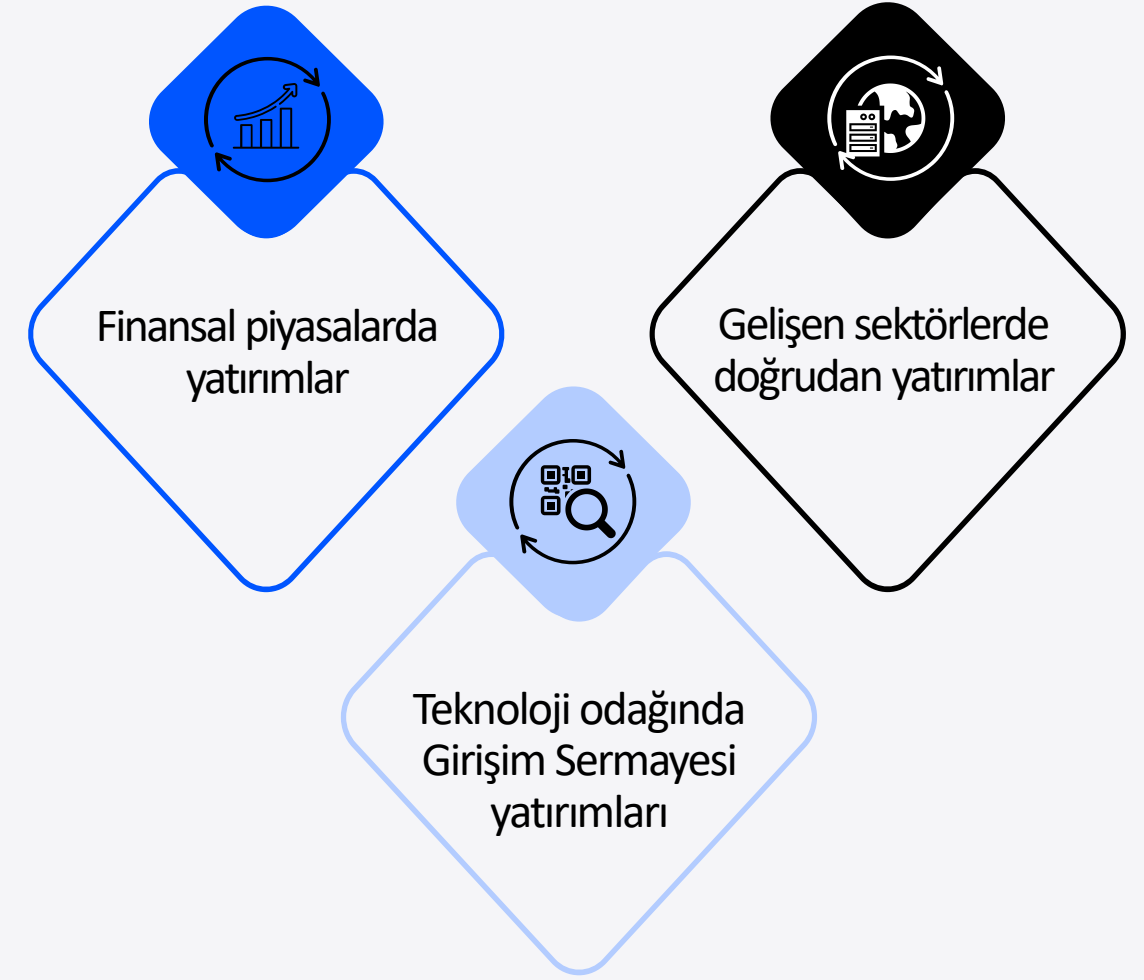 Finansal piyasalarda
yatırımlar
Gelişen sektörlerde
doğrudan yatırımlar
Teknoloji odağında
Girişim Sermayesi
yatırımları